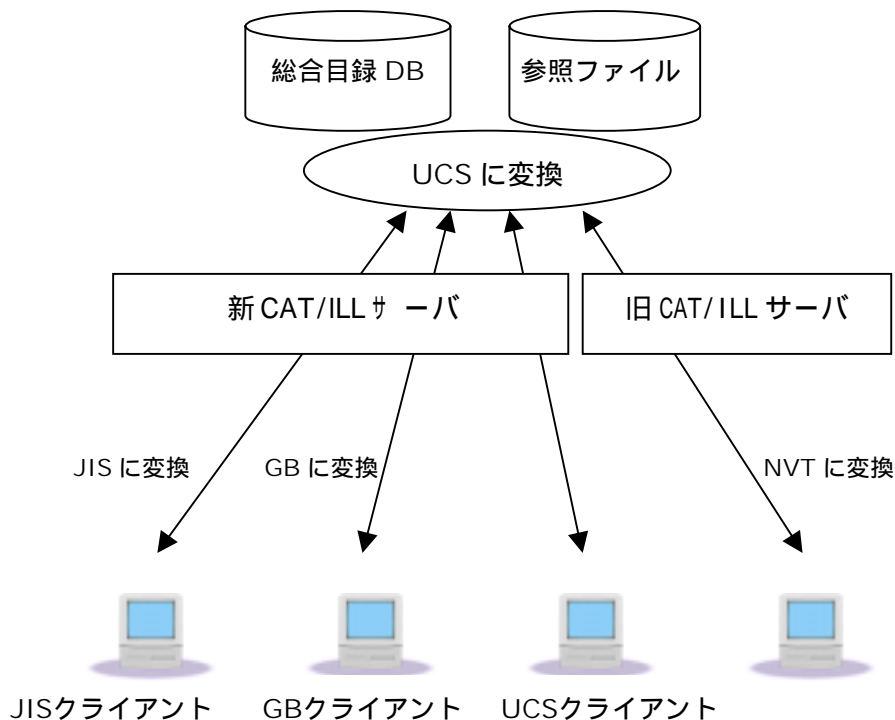 総合目録 DB
参照ファイル
UCS に変換
新 CAT/ILL サーバ
旧 CAT/ILL サーバ
JIS に変換
GB に変換
NVT に変換
JISクライアント
GBクライアント
UCSクライアント